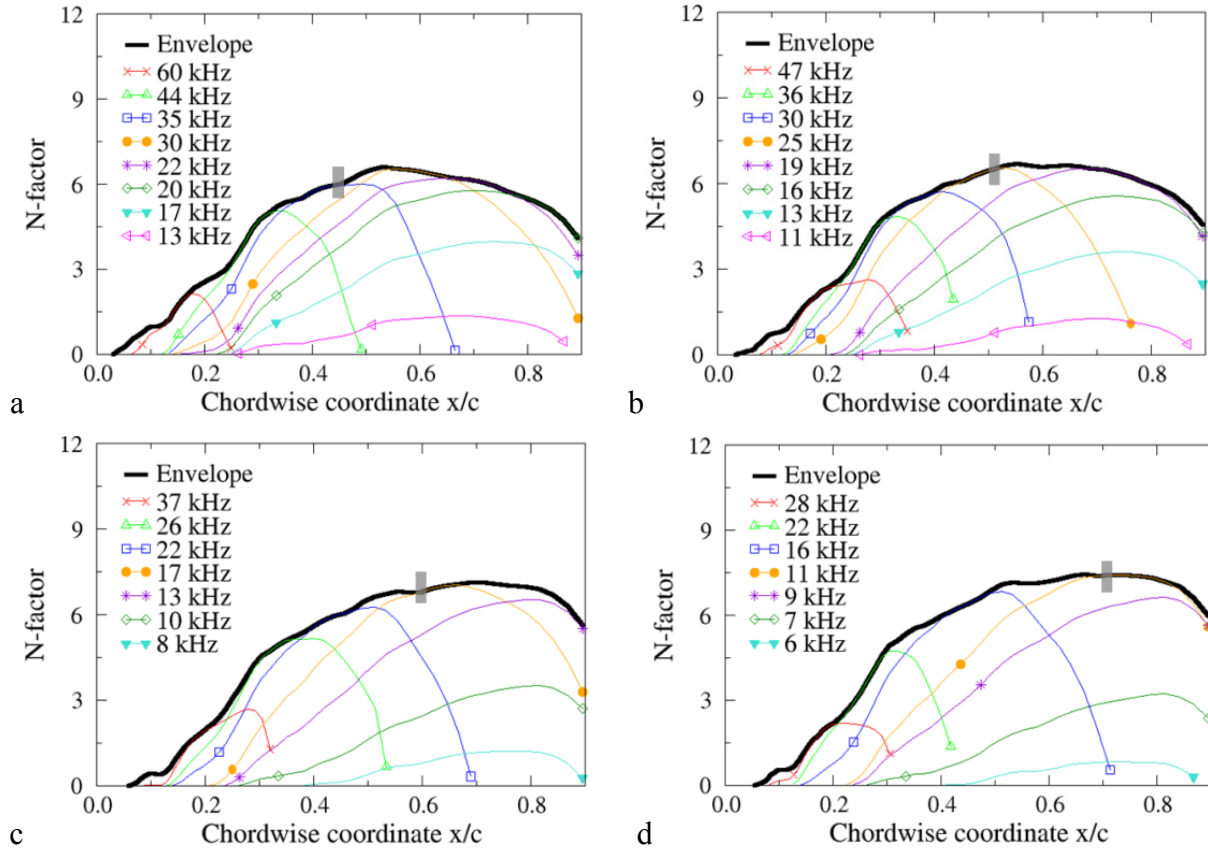 12
9
6
3
0
N-factor
Envelope
60 kHz
44 kHz
35 kHz
30 kHz
22 kHz
20 kHz
17 kHz
13 kHz
0.0 0.2 0.4 0.6 0.8
Chordwise coordinate x/c
a
12
9
6
3
0
N-factor
Envelope
47 kHz
36 kHz
30 kHz
25 kHz
19 kHz
16 kHz
13 kHz
11 kHz
0.0 0.2 0.4 0.6 0.8
Chordwise coordinate x/c
b
12
9
6
3
0
N-factor
Envelope
37 kHz
26 kHz
22 kHz
17 kHz
13 kHz
10 kHz
8 kHz
0.0 0.2 0.4 0.6 0.8
Chordwise coordinate x/c
c
12
9
6
3
0
N-factor
Envelope
28 kHz
22 kHz
16 kHz
11 kHz
9 kHz
7 kHz
6 kHz
0.0 0.2 0.4 0.6 0.8
Chordwise coordinate x/c
d